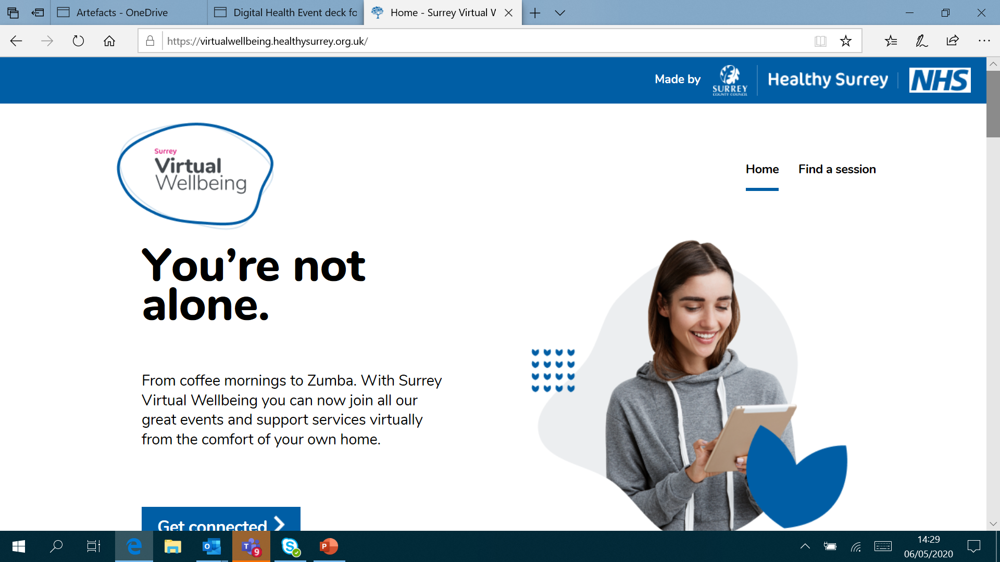 Artefacts - OneDrive
Digital Health Event deck fo
Home - Surrey Virtual V
https://virtualwellbeing.healthysurrey.org.uk/
Made by
SURREY
COUNTY COUNCIL
Healthy Surrey
NHS
Surrey
Virtual
Wellbeing
Home
Find a session
You’re not
alone.
From coffee mornings to Zumba. With Surrey
Virtual Wellbeing you can now join all our
great events and support services virtually
from the comfort of your own home.
Get connected
9
14:29
06/05/2020